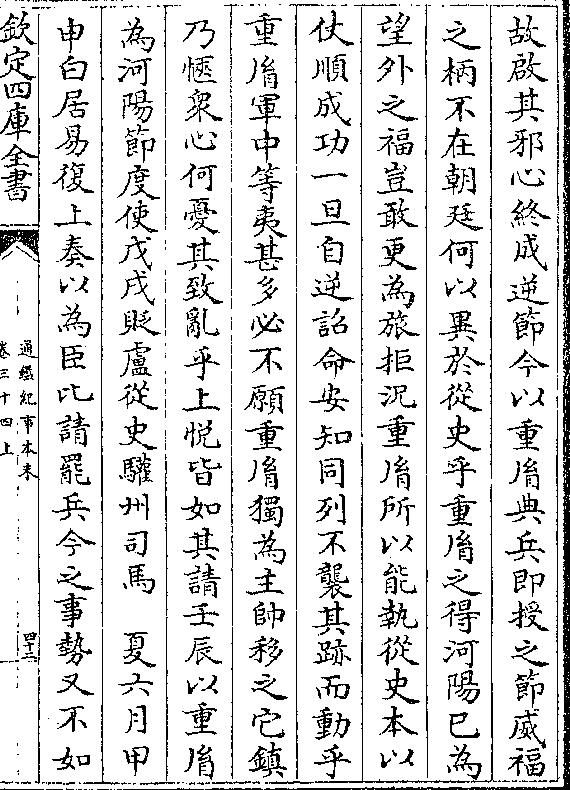 故啟其邪心終成逆節今以重𦙍典兵即授之節威福
之柄不在朝廷何以異於從史乎重𦙍之得河陽已為
望外之福豈敢更為旅拒況重𦙍所以能執從史本以
仗順成功一旦自逆詔命安知同列不襲其跡而動乎
重𦙍軍中等夷甚多必不願重𦙍獨為主帥移之它鎮
乃愜衆心何憂其致亂乎上悦皆如其請壬辰以重𦙍
為河陽節度使戊戌貶盧從史驩州司馬　夏六月甲
申白居易復上奏以為臣比請罷兵今之事勢又不如
欽定四庫全書
通鑑紀事本末
卷三十四上
四十三